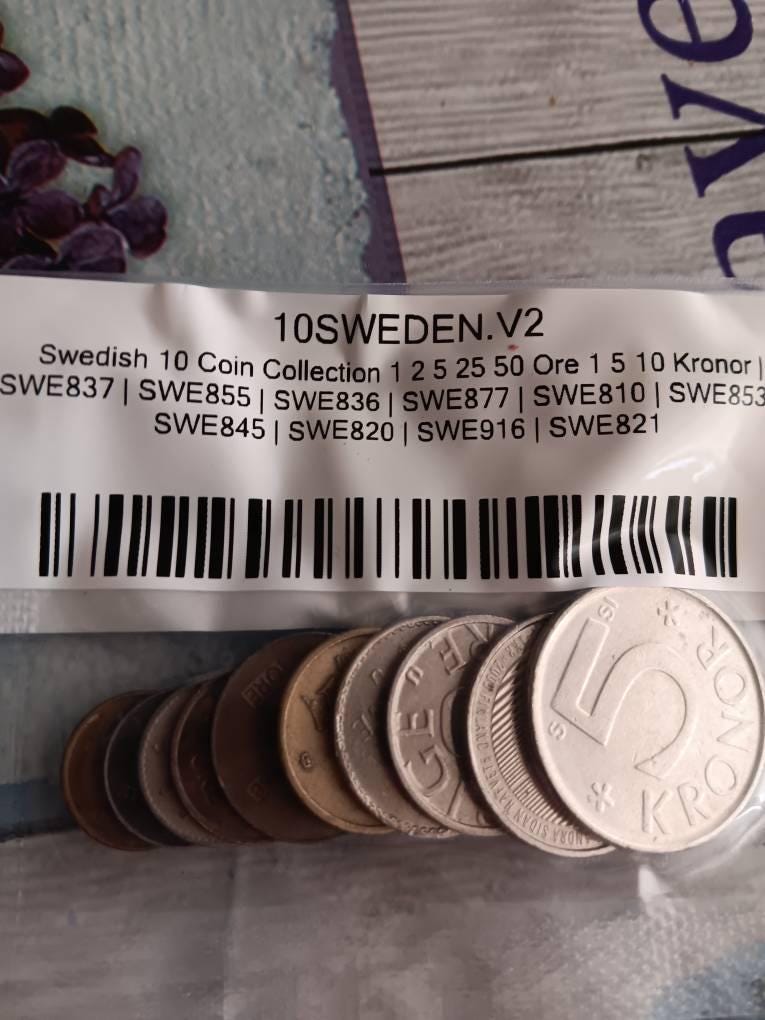 10SWEDEN.V2
Swedish 10 Coin Collection 1 2 5 25 50 Ore 1 5 10 Kronor |
SWE837 | SWE855 | SWE836 | SWE877 | SWE810 | SWE853
SWE845 | SWE820 | SWE916 | SWE821
5
KRONOR